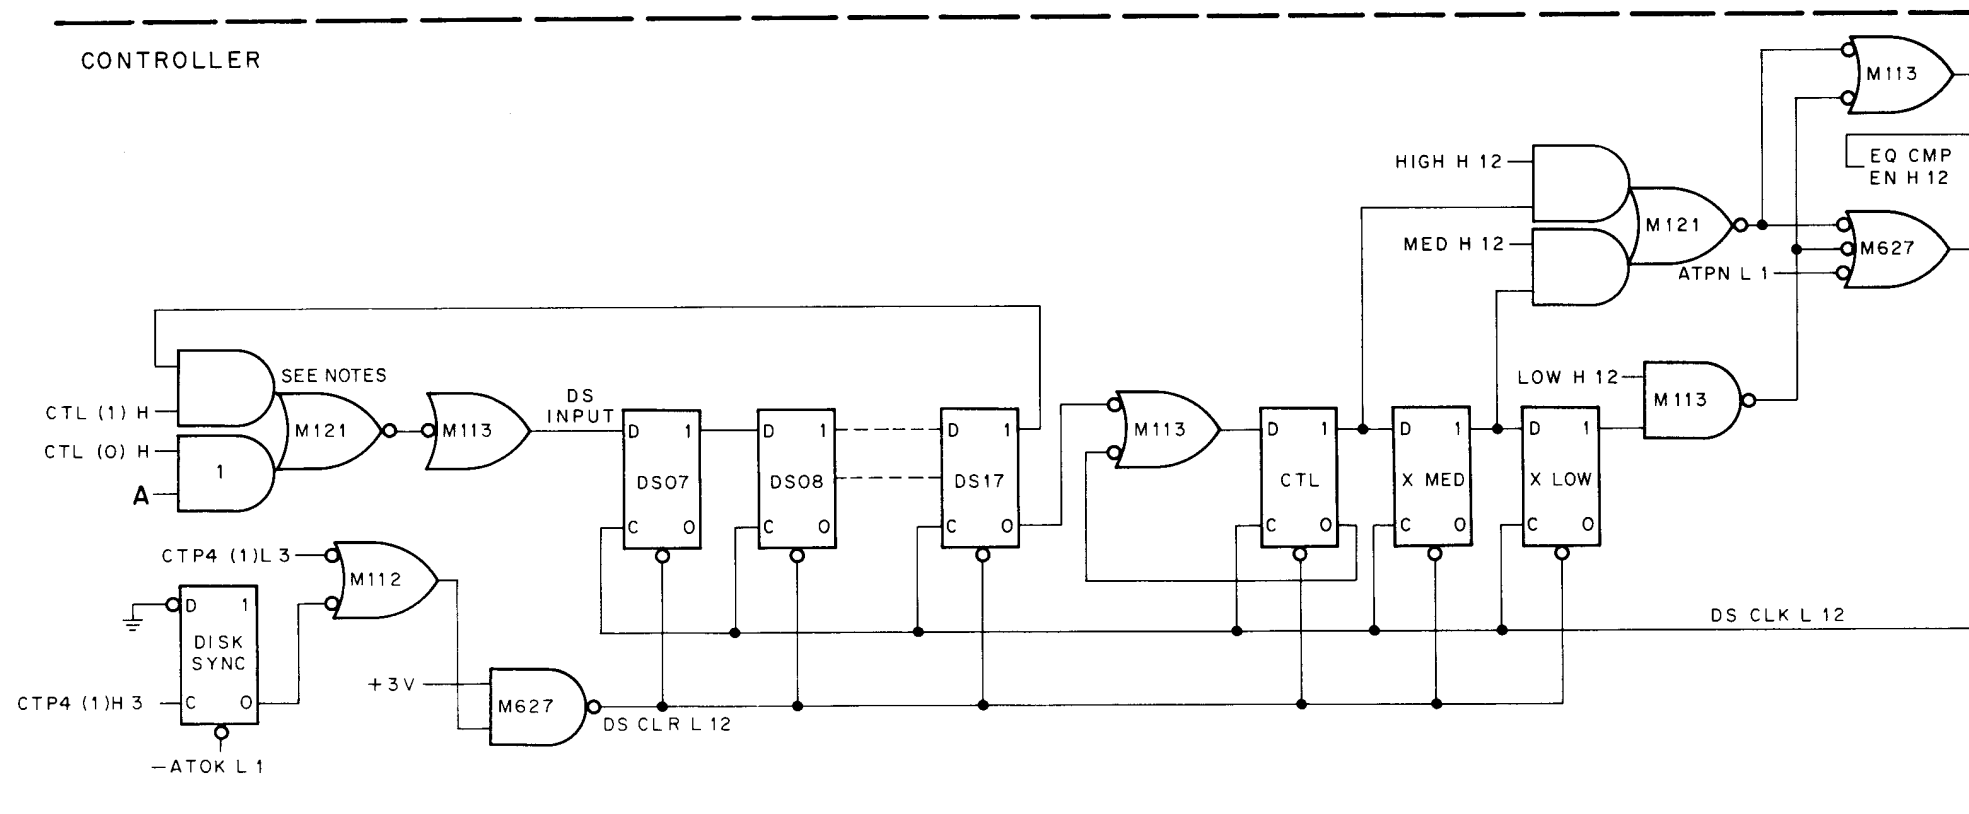 CONTROLLER
M113
EQ CMP
EN H 12
HIGH H 12
MED H 12
M121
M627
ATPN L 1
SEE NOTES
CTL (1) H
CTL (0) H
1
A
M121
M113
DS
INPUT
D 1
DS07
C 0
D 1
DS08
C 0
D 1
DS17
C 0
M113
D 1
CTL
C 0
D 1
X MED
C 0
D 1
X LOW
C 0
LOW H 12
M113
CTP4 (1)L 3
M112
D 1
DISK
SYNC
C 0
CTP4 (1)H 3
-ATOK L 1
+3V
M627
DS CLR L 12
DS CLK L 12